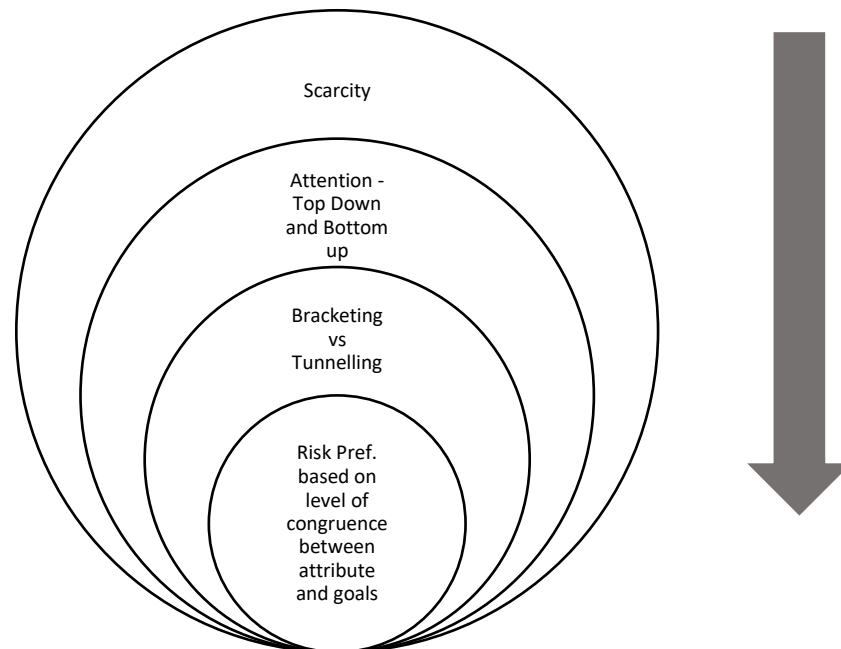 Scarcity
Attention -
Top Down
and Bottom
up
Bracketing
vs
Tunnelling
Risk Pref.
based on
level of
congruence
between
attribute
and goals